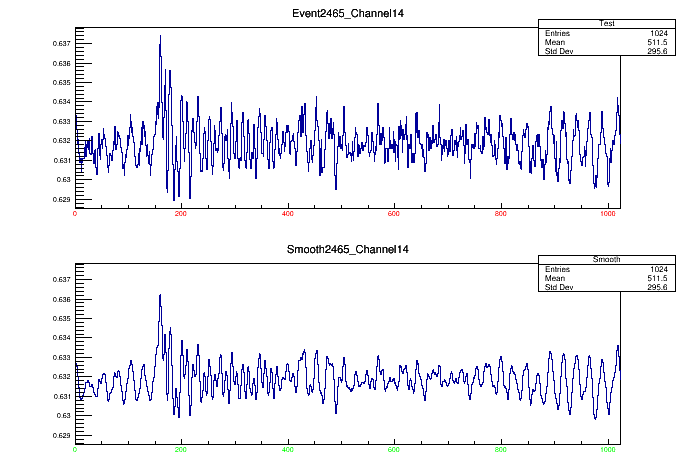 Event2465_Channel14
Test
Entries 1024
Mean 511.5
Std Dev 295.6
0.637
0.636
0.635
0.634
0.633
0.632
0.631
0.63
0.629
0 200 400 600 800 1000
Smooth2465_Channel14
Smooth
Entries 1024
Mean 511.5
Std Dev 295.6
0.637
0.636
0.635
0.634
0.633
0.632
0.631
0.63
0.629
0 200 400 600 800 1000